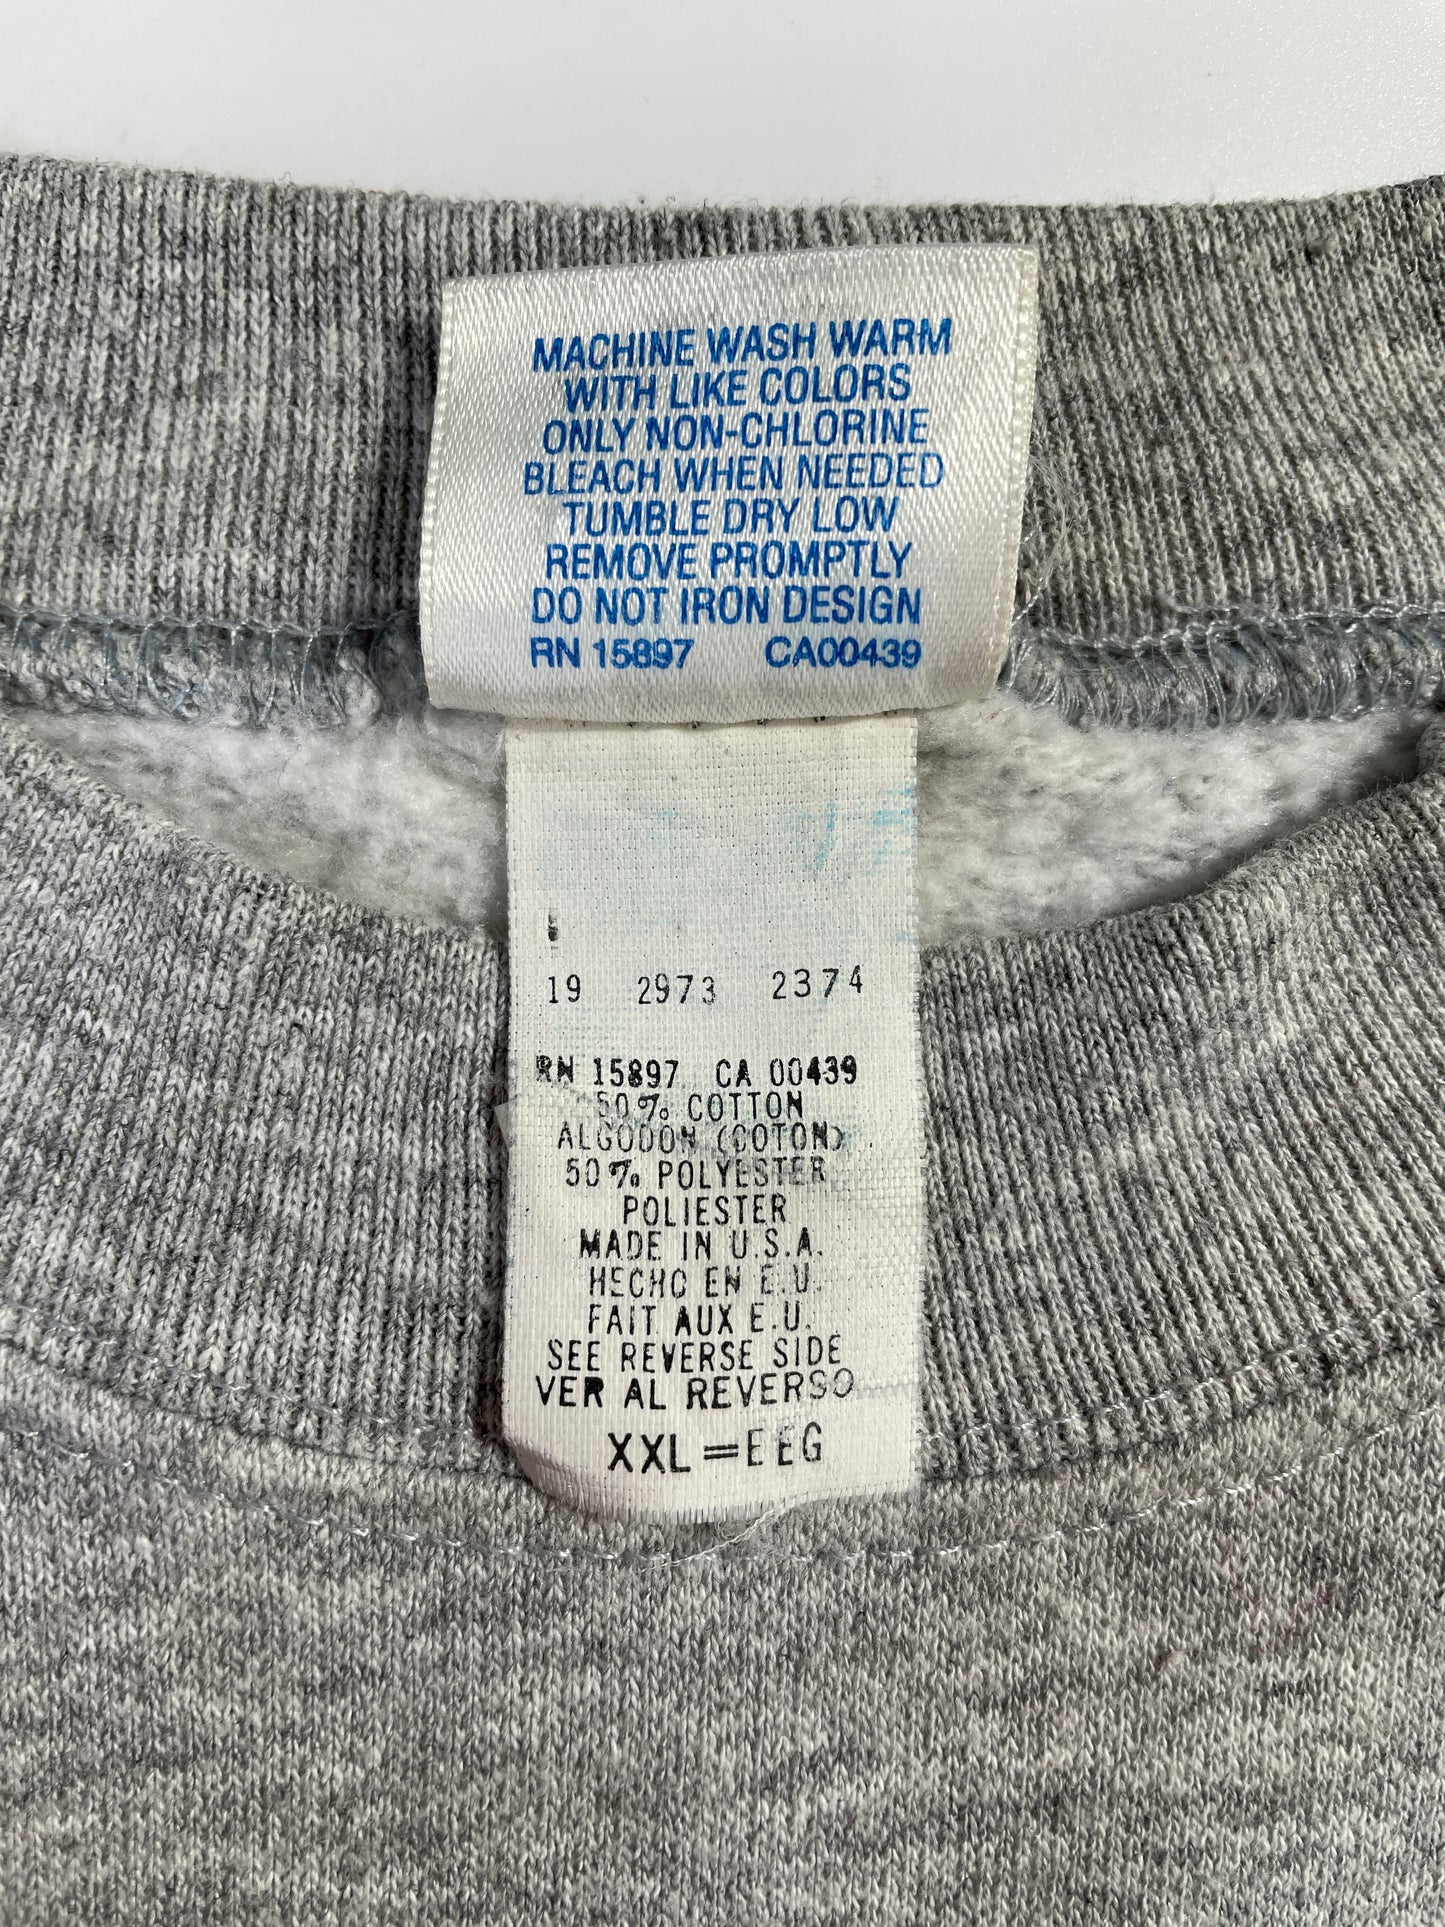 MACHINE WASH WARM
WITH LIKE COLORS
ONLY NON-CHLORINE
BLEACH WHEN NEEDED
TUMBLE DRY LOW
REMOVE PROMPTLY
DO NOT IRON DESIGN
RN 15897 CA00439
19 2973 2374
RN 15897 CA 00439
50% COTTON
ALGODON (COTON)
50% POLYESTER
POLIESTER
MADE IN U.S.A.
HECHO EN E.U.
FAIT AUX E.U.
SEE REVERSE SIDE
VER AL REVERSO
XXL=EEG